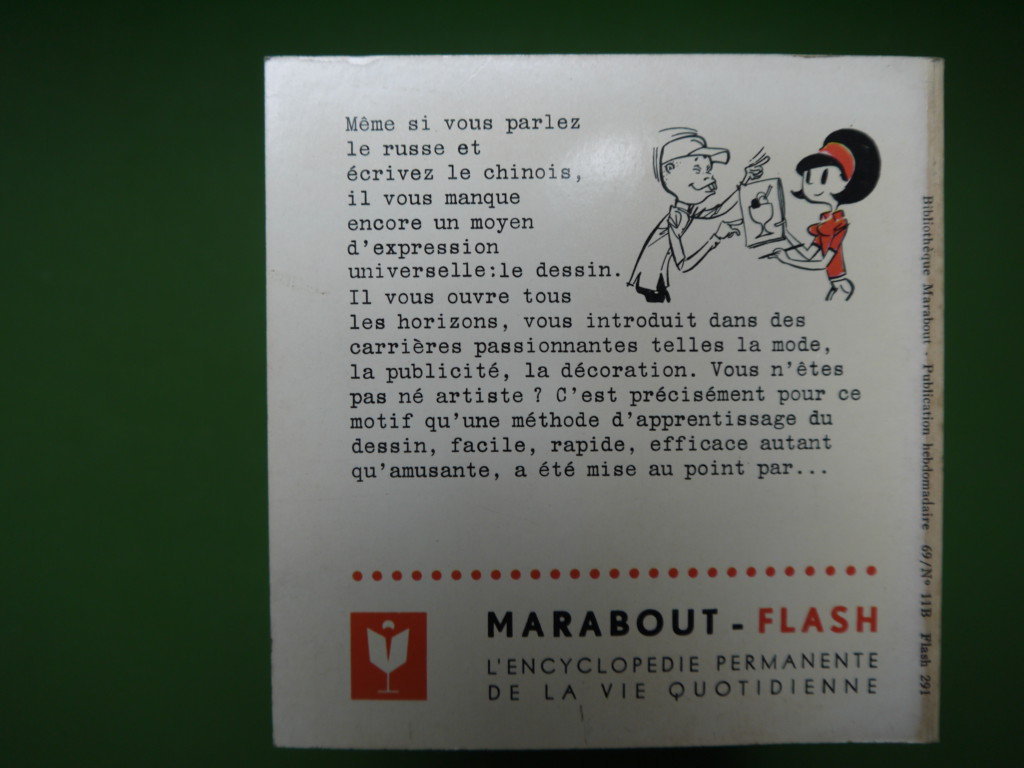 Même si vous parlez
le russe et
écrivez le chinois,
il vous manque
encore un moyen
d'expression
universelle:le dessin.
Il vous ouvre tous
les horizons, vous introduit dans des
carrières passionnantes telles la mode,
la publicité, la décoration. Vous n'êtes
pas né artiste ? C'est précisément pour ce
motif qu'une méthode d'apprentissage du
dessin, facile, rapide, efficace autant
qu'amusante, a été mise au point par...
MARABOUT - FLASH
L'ENCYCLOPEDIE PERMANENTE
DE LA VIE QUOTIDIENNE
Bibliothèque Marabout - Publication hebdomadaire 69/Nº 11B Flash 291